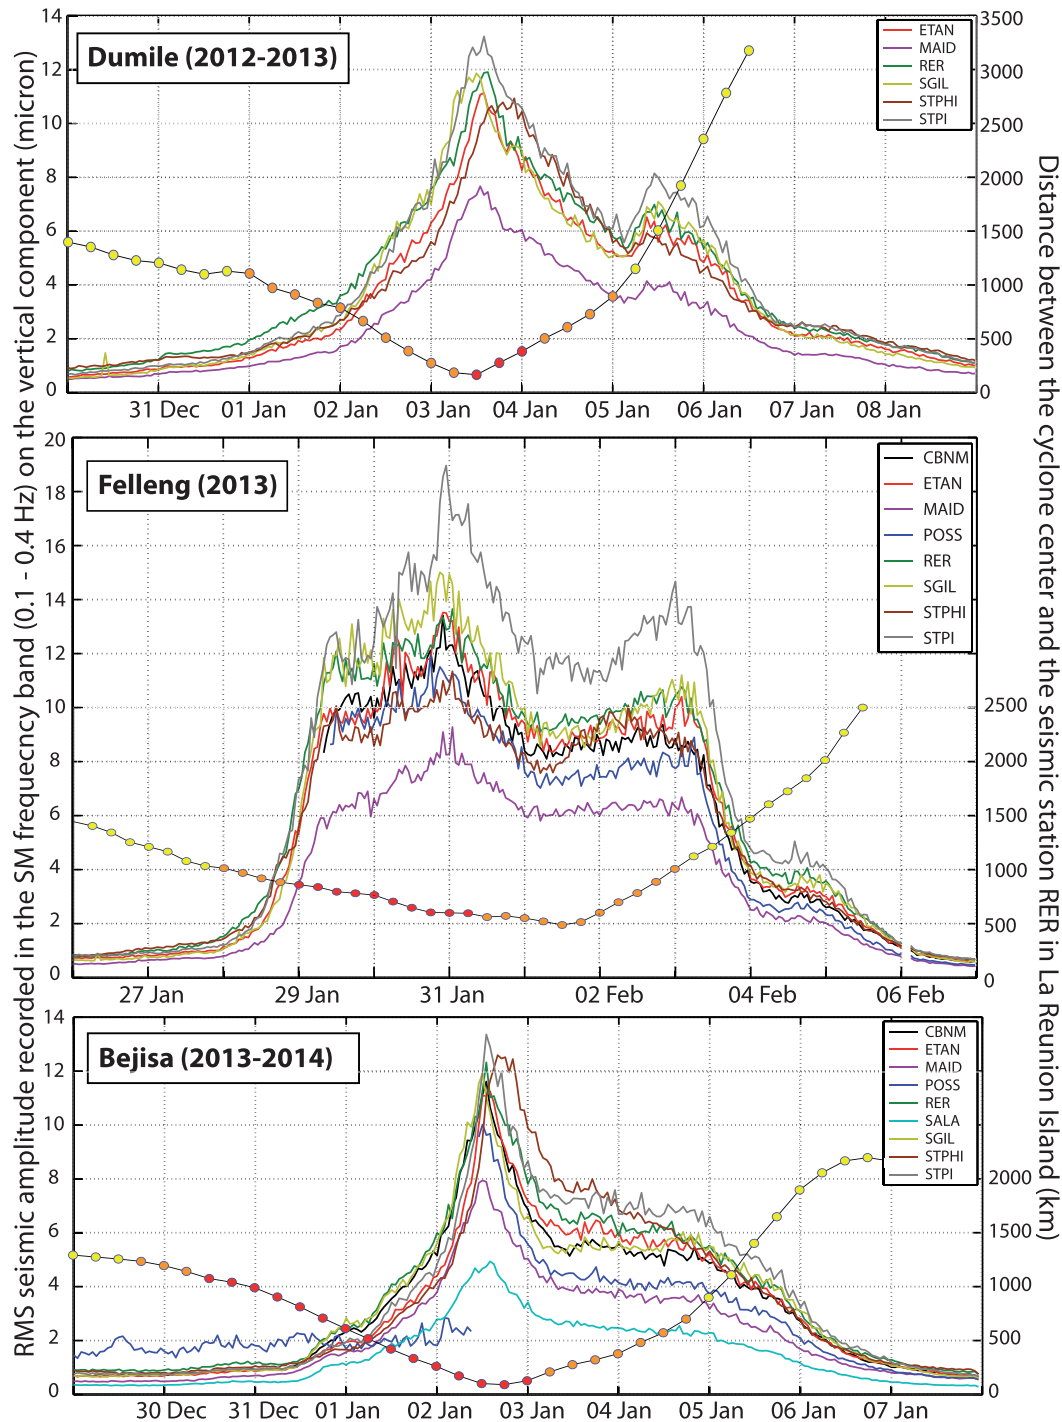 RMS seismic amplitude recorded in the SM frequecncy band (0.1 - 0.4 Hz) on the vertical component (micron)
Distance between the cyclone center and the seismic station RER in La Reunion Island (km)
Dumile (2012-2013)
14
12
10
8
6
4
2
0
3500
3000
2500
2000
1500
1000
500
0
ETAN
MAID
RER
SGIL
STPHI
STPI
31 Dec 01 Jan 02 Jan 03 Jan 04 Jan 05 Jan 06 Jan 07 Jan 08 Jan
Felleng (2013)
20
18
16
14
12
10
8
6
4
2
0
2500
2000
1500
1000
500
0
CBNM
ETAN
MAID
POSS
RER
SGIL
STPHI
STPI
27 Jan 29 Jan 31 Jan 02 Feb 04 Feb 06 Feb
Bejisa (2013-2014)
14
12
10
8
6
4
2
0
2000
1500
1000
500
0
CBNM
ETAN
MAID
POSS
RER
SALA
SGIL
STPHI
STPI
30 Dec 31 Dec 01 Jan 02 Jan 03 Jan 04 Jan 05 Jan 06 Jan 07 Jan